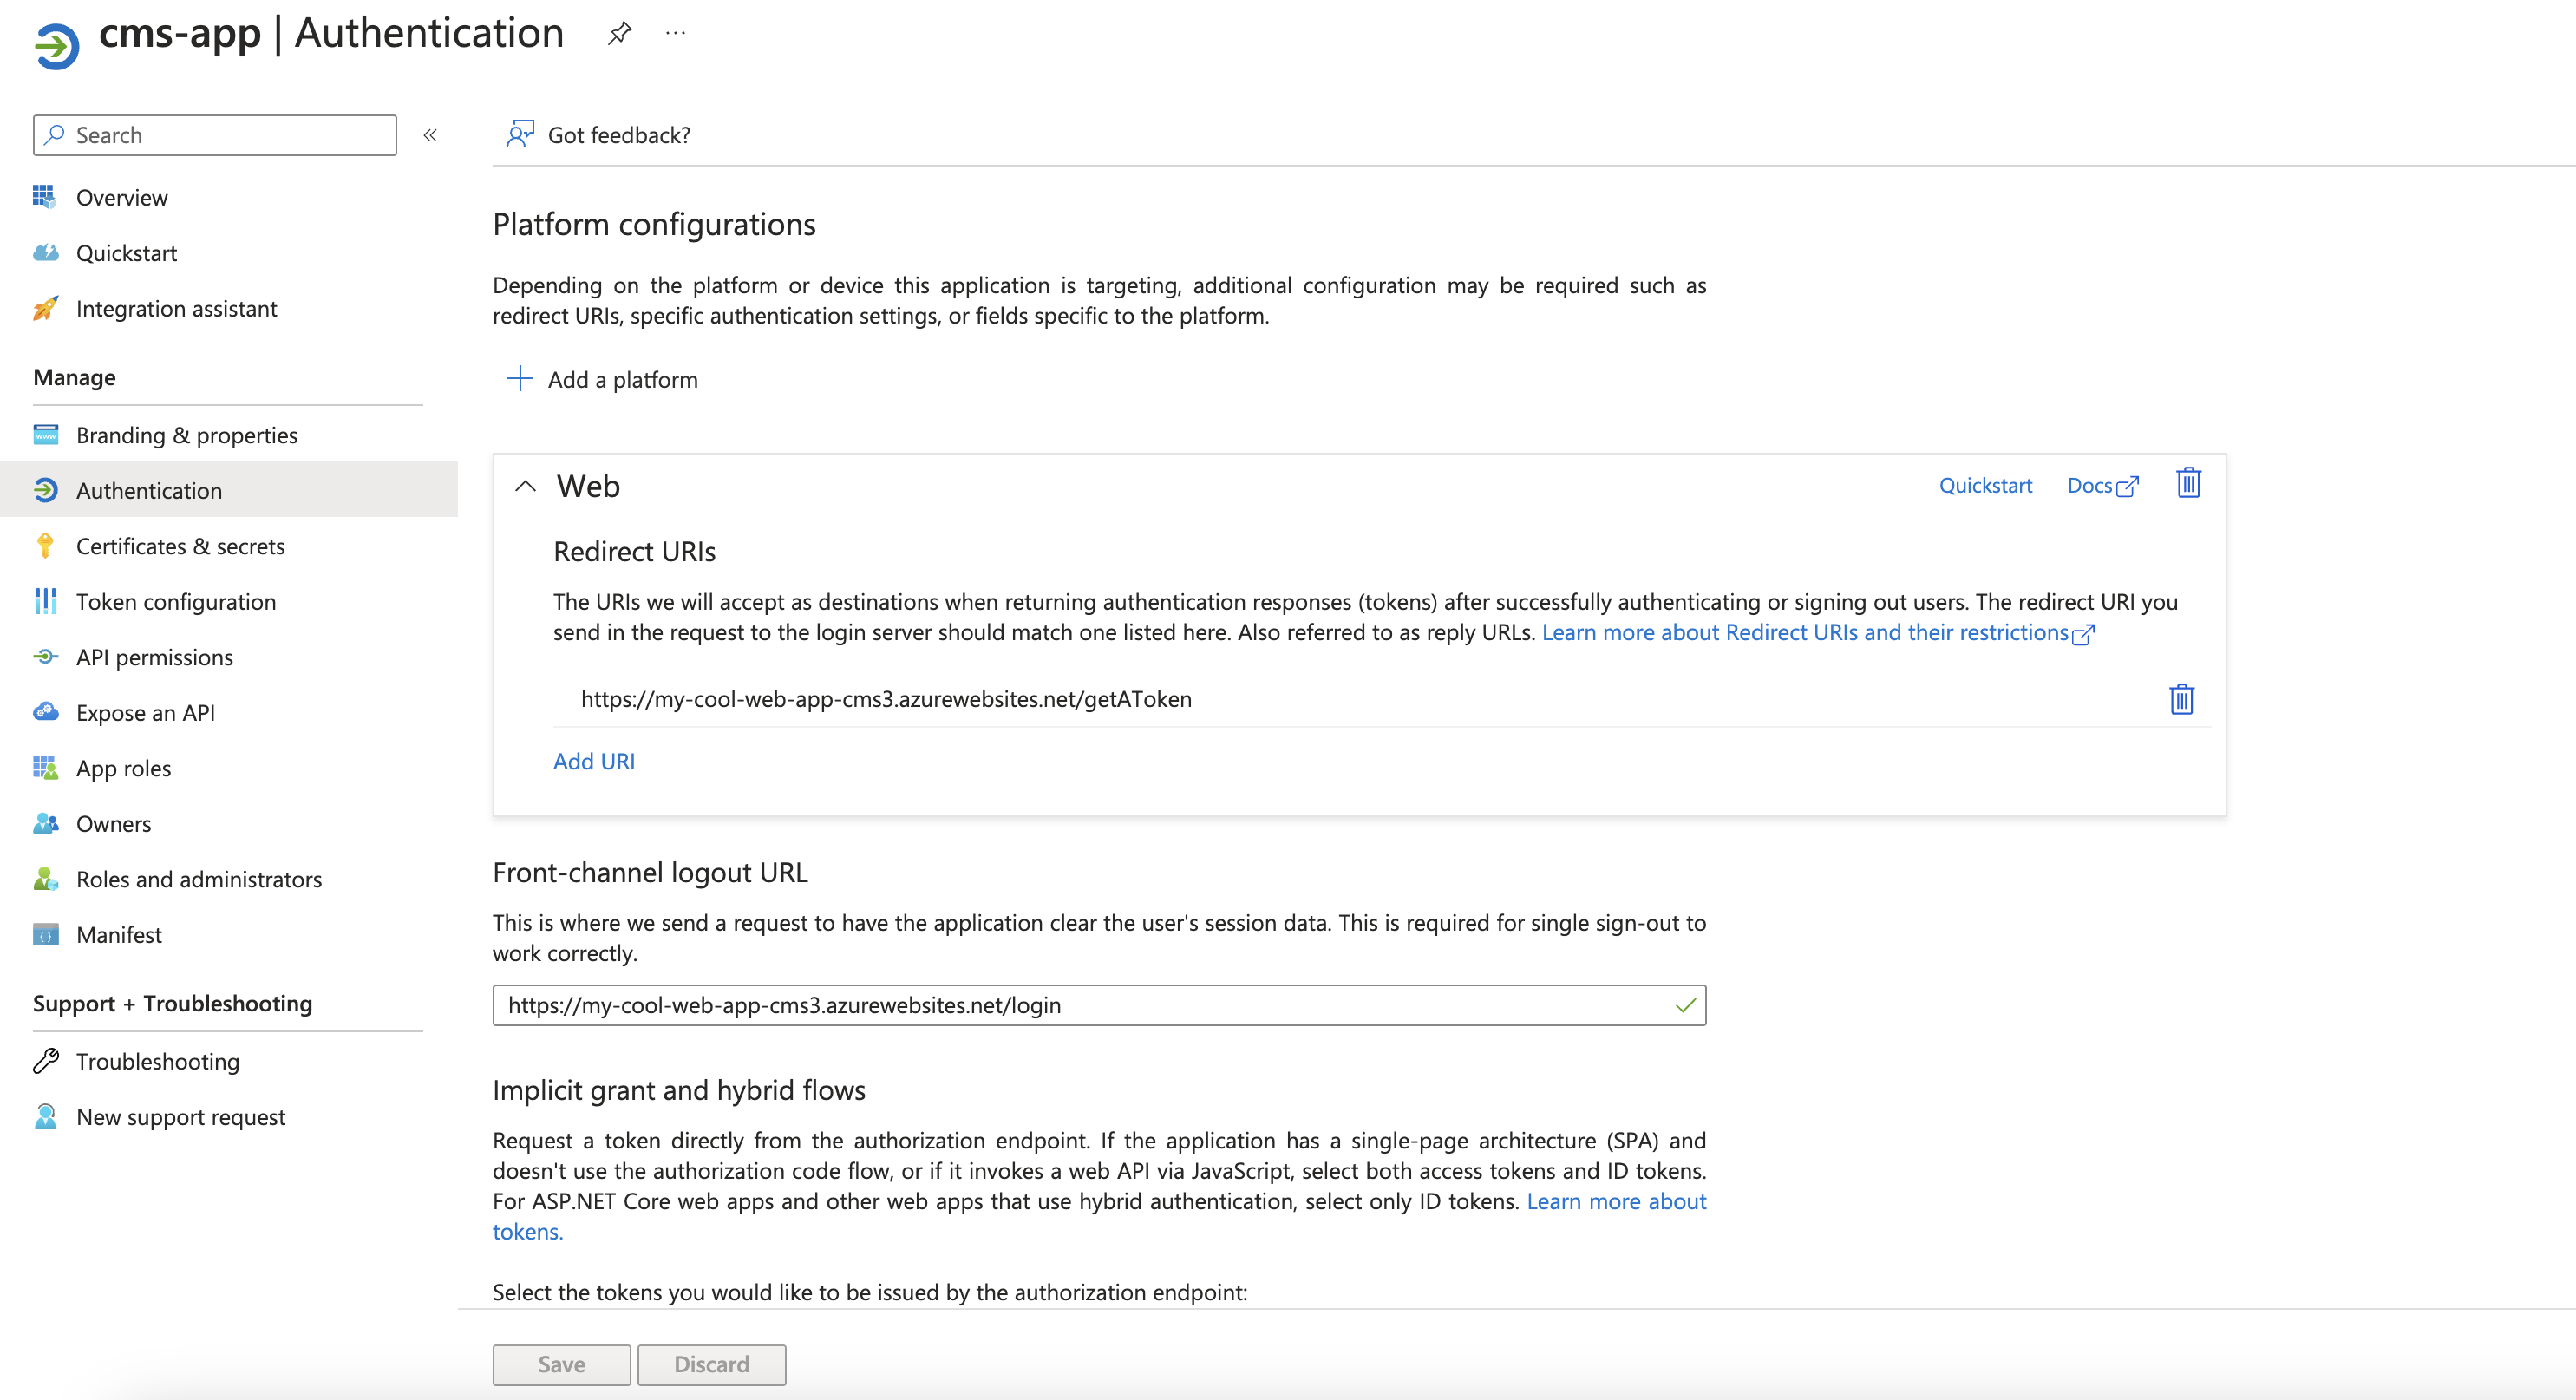 cms-app | Authentication
Search
Overview
Quickstart
Integration assistant
Manage
Branding & properties
Authentication
Certificates & secrets
Token configuration
API permissions
Expose an API
App roles
Owners
Roles and administrators
Manifest
Support + Troubleshooting
Troubleshooting
New support request
Got feedback?
Platform configurations
Depending on the platform or device this application is targeting, additional configuration may be required such as
redirect URIs, specific authentication settings, or fields specific to the platform.
Add a platform
Web
Quickstart
Docs
Redirect URIs
The URIs we will accept as destinations when returning authentication responses (tokens) after successfully authenticating or signing out users. The redirect URI you
send in the request to the login server should match one listed here. Also referred to as reply URLs. Learn more about Redirect URIs and their restrictions
https://my-cool-web-app-cms3.azurewebsites.net/getAToken
Add URI
Front-channel logout URL
This is where we send a request to have the application clear the user's session data. This is required for single sign-out to
work correctly.
https://my-cool-web-app-cms3.azurewebsites.net/login
Implicit grant and hybrid flows
Request a token directly from the authorization endpoint. If the application has a single-page architecture (SPA) and
doesn't use the authorization code flow, or if it invokes a web API via JavaScript, select both access tokens and ID tokens.
For ASP.NET Core web apps and other web apps that use hybrid authentication, select only ID tokens. Learn more about
tokens.
Select the tokens you would like to be issued by the authorization endpoint:
Save
Discard